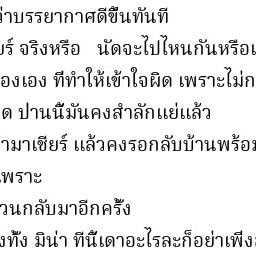 ่าบรรยากาศดีขึ้นทันที
ยร์ จริงหรือ นัดจะไปไหนกันหรือเ
องเอง ที่ทำให้เข้าใจผิด เพราะไม่ก
ด ปานนี้มันคงสำลักแย่แล้ว
ามาเชียร์ แล้วคงรอกลับบ้านพร้อม
พราะ
วนกลับมาอีกครั้ง
งทั้ง มิน่า ทีนี้เดาอะไรละก็อย่าเพิ่ง